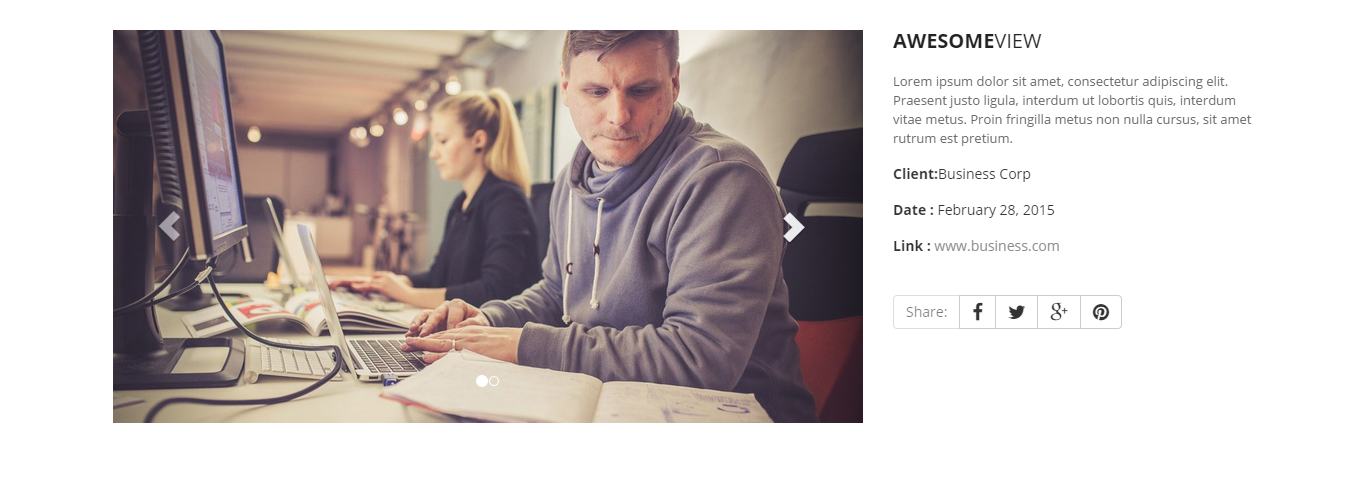 AWESOMEVIEW
Lorem ipsum dolor sit amet, consectetur adipiscing elit.
Praesent justo ligula, interdum ut lobortis quis, interdum
vitae metus. Proin fringilla metus non nulla cursus, sit amet
rutrum est pretium.
Client:Business Corp
Date : February 28, 2015
Link : www.business.com
Share: